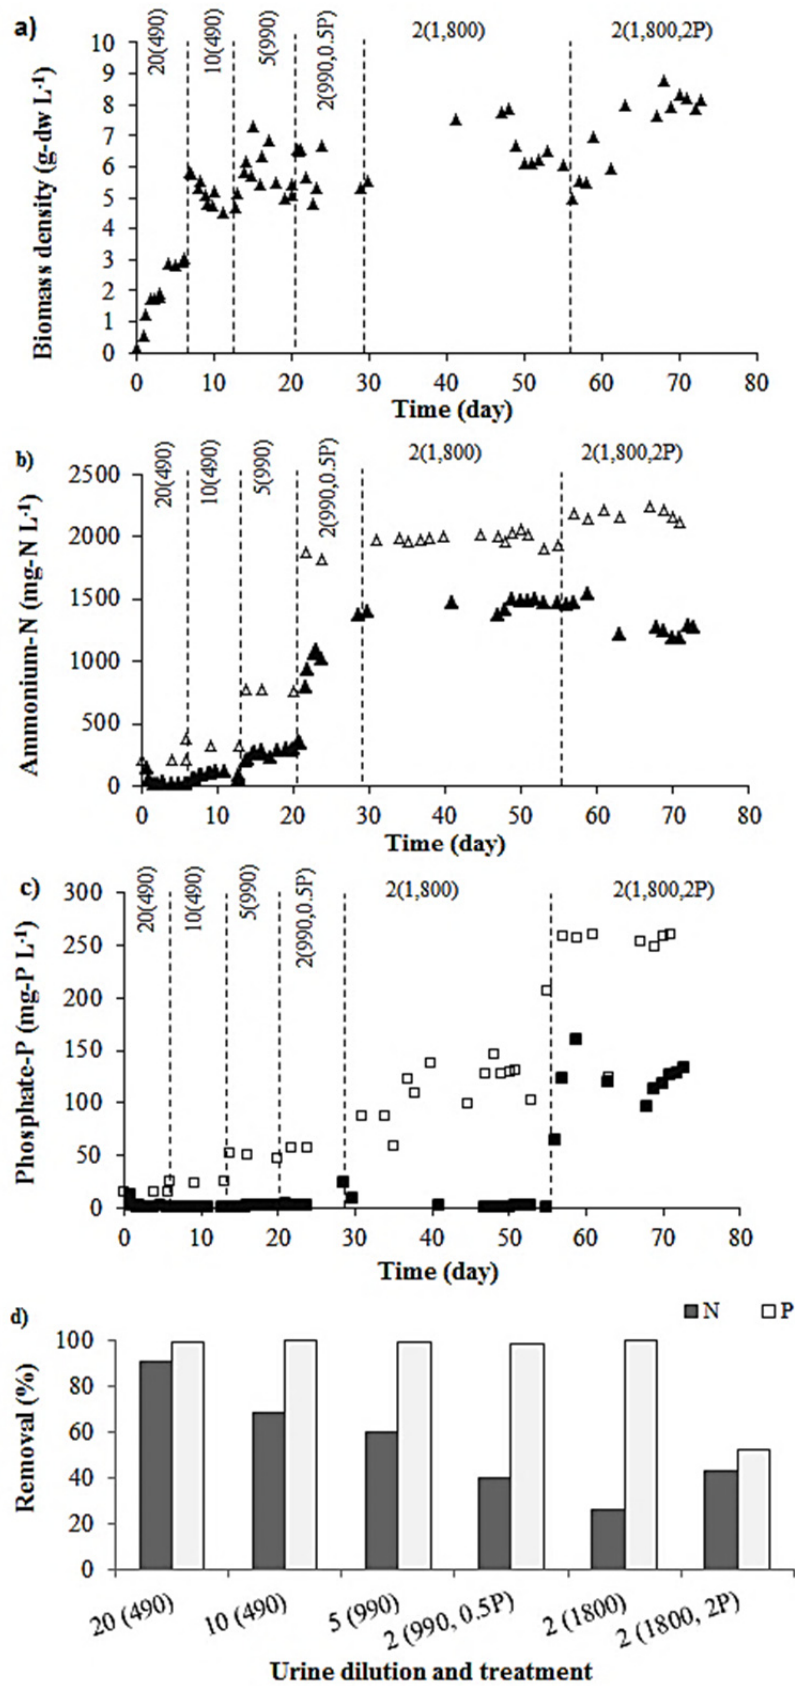 a)
20(490)
10(490)
5(990)
2(990,0.5P)
2(1,800)
2(1,800,2P)
Biomass density (g-dw L-1)
10
9
8
7
6
5
4
3
2
1
0
0 10 20 30 40 50 60 70 80
Time (day)
b)
20(490)
10(490)
5(990)
2(990,0.5P)
2(1,800)
2(1,800,2P)
Ammonium-N (mg-N L-1)
2500
2000
1500
1000
500
0
0 10 20 30 40 50 60 70 80
Time (day)
c)
20(490)
10(490)
5(990)
2(990,0.5P)
2(1,800)
2(1,800,2P)
Phosphate-P (mg-P L-1)
300
250
200
150
100
50
0
0 10 20 30 40 50 60 70 80
Time (day)
d)
N P
Removal (%)
100
80
60
40
20
0
20 (490)
10 (490)
5 (990)
2 (990, 0.5P)
2 (1800)
2 (1800, 2P)
Urine dilution and treatment